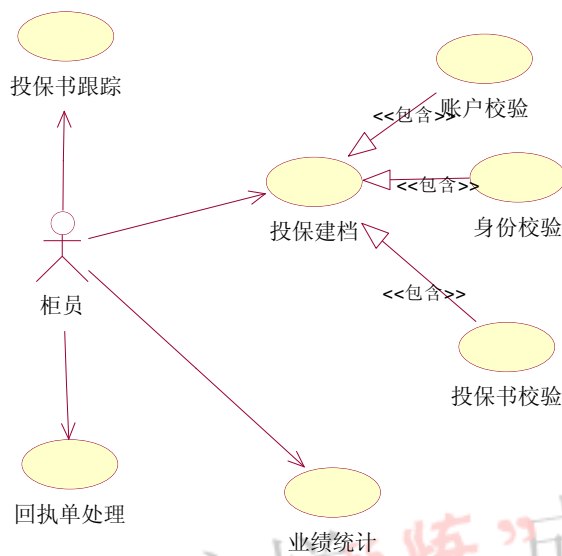 投保书跟踪
<<包含>>
账户校验
<<包含>>
身份校验
投保建档
<<包含>>
柜员
投保书校验
回执单处理
业绩统计